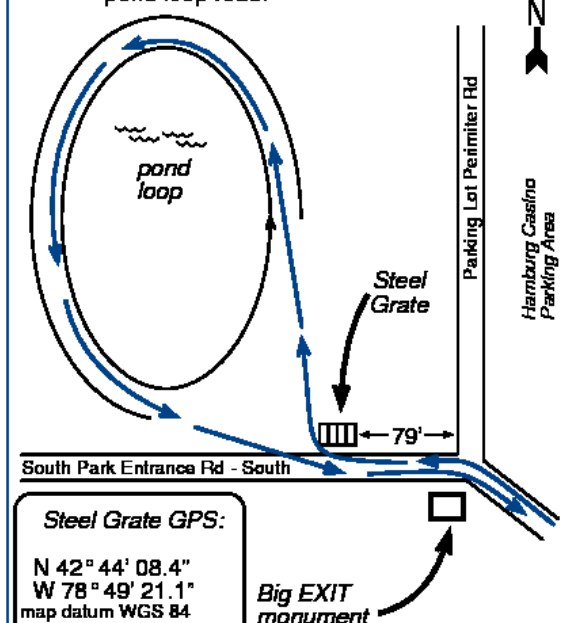 N
Parking Lot Perimiter Rd
Hamburg Casino
Parking Area
pond
loop
Steel
Grate
79'
South Park Entrance Rd - South
Steel Grate GPS:
N 42° 44' 08.4"
W 78° 49' 21.1"
map datum WGS 84
Big EXIT
monument